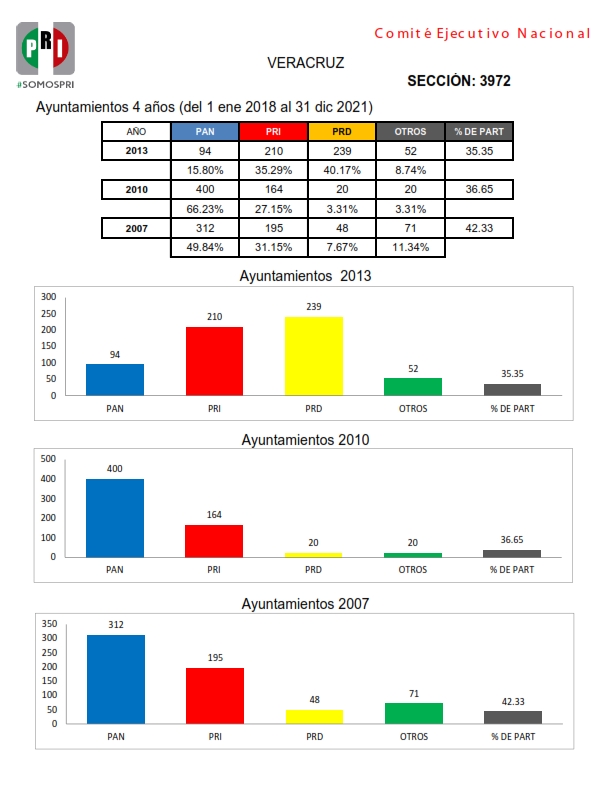 Comité Ejecutivo Nacional
PRI
#SOMOSPRI
VERACRUZ
SECCIÓN: 3972
Ayuntamientos 4 años (del 1 ene 2018 al 31 dic 2021)
AÑO PAN PRI PRD OTROS % DE PART
2013 94 210 239 52 35.35
15.80% 35.29% 40.17% 8.74%
2010 400 164 20 20 36.65
66.23% 27.15% 3.31% 3.31%
2007 312 195 48 71 42.33
49.84% 31.15% 7.67% 11.34%
Ayuntamientos 2013
300
250
200
150
100
50
0
94 210 239 52 35.35
PAN PRI PRD OTROS % DE PART
Ayuntamientos 2010
500
400
300
200
100
0
400 164 20 20 36.65
PAN PRI PRD OTROS % DE PART
Ayuntamientos 2007
350
300
250
200
150
100
50
0
312 195 48 71 42.33
PAN PRI PRD OTROS % DE PART